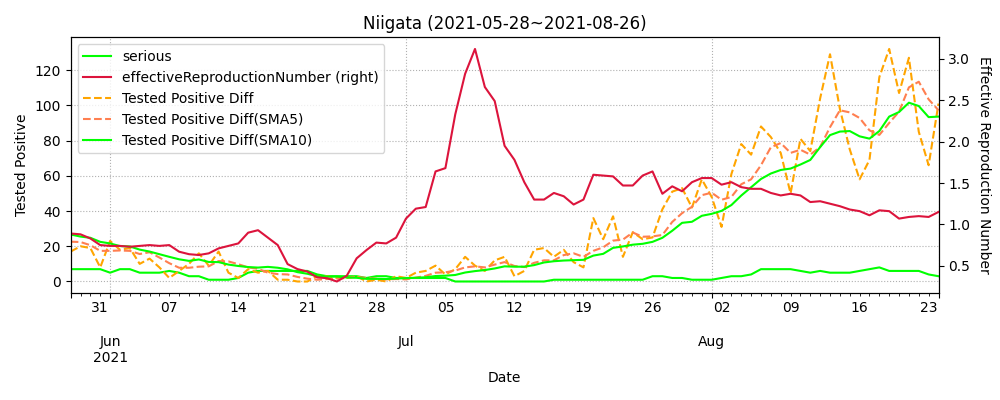 Niigata (2021-05-28~2021-08-26)
serious
effectiveReproductionNumber (right)
Tested Positive Diff
Tested Positive Diff(SMA5)
Tested Positive Diff(SMA10)
Tested Positive
120
100
80
60
40
20
0
3.0
2.5
2.0
1.5
1.0
0.5
Effective Reproduction Number
31 07 14 21 28 05 12 19 26 02 09 16 23
Jun Jul Aug
2021
Date